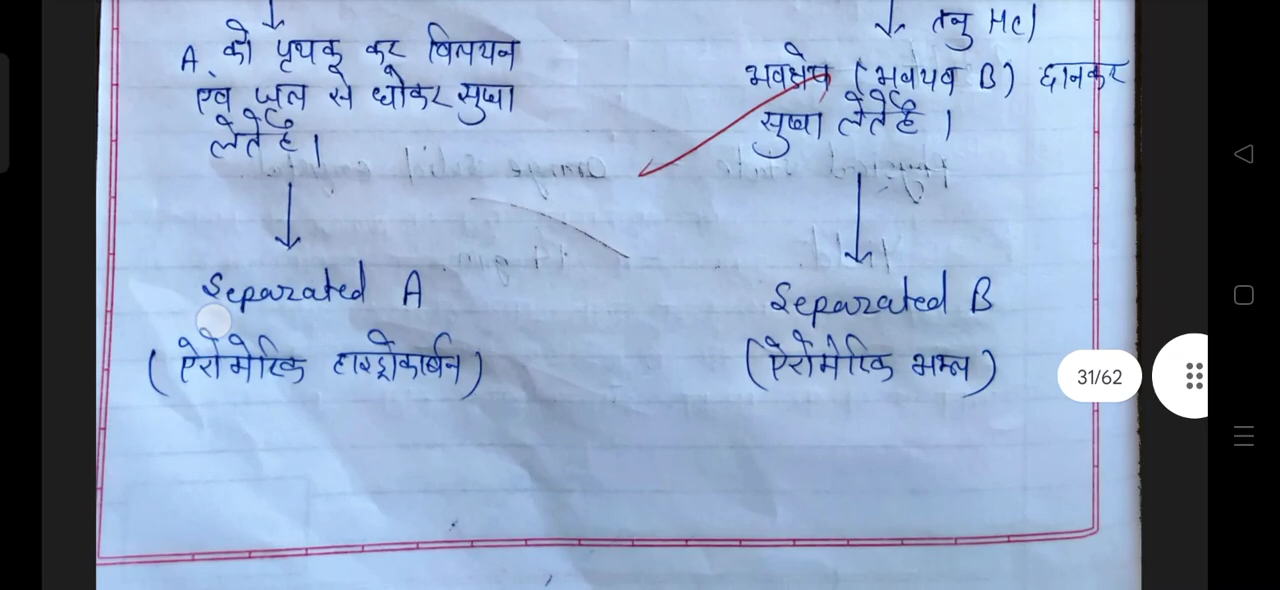 ↓ तनु HCl
A को पृथक् कर विलयन
एवं जल से धोकर सुखा
लेते है।
अवक्षेप (अवयव B) छानकर
सुखा लेते है।
↓
↓
Separated A
(ऐरोमेटिक हाइड्रोकार्बन)
Separated B
(ऐरोमेटिक अम्ल)
31/62